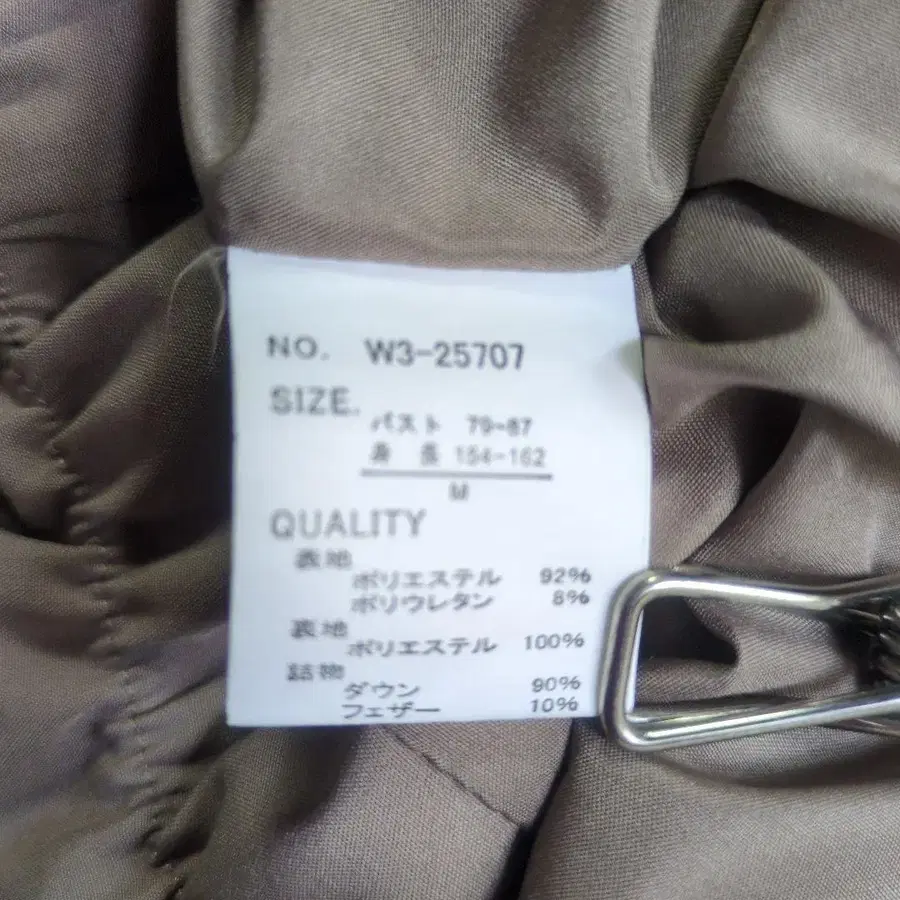 NO. W3-25707
SIZE.
バスト 79-87
身長 154-162
M
QUALITY
表地
ポリエステル 92%
ポリウレタン 8%
裏地
ポリエステル 100%
詰物
ダウン 90%
フェザー 10%